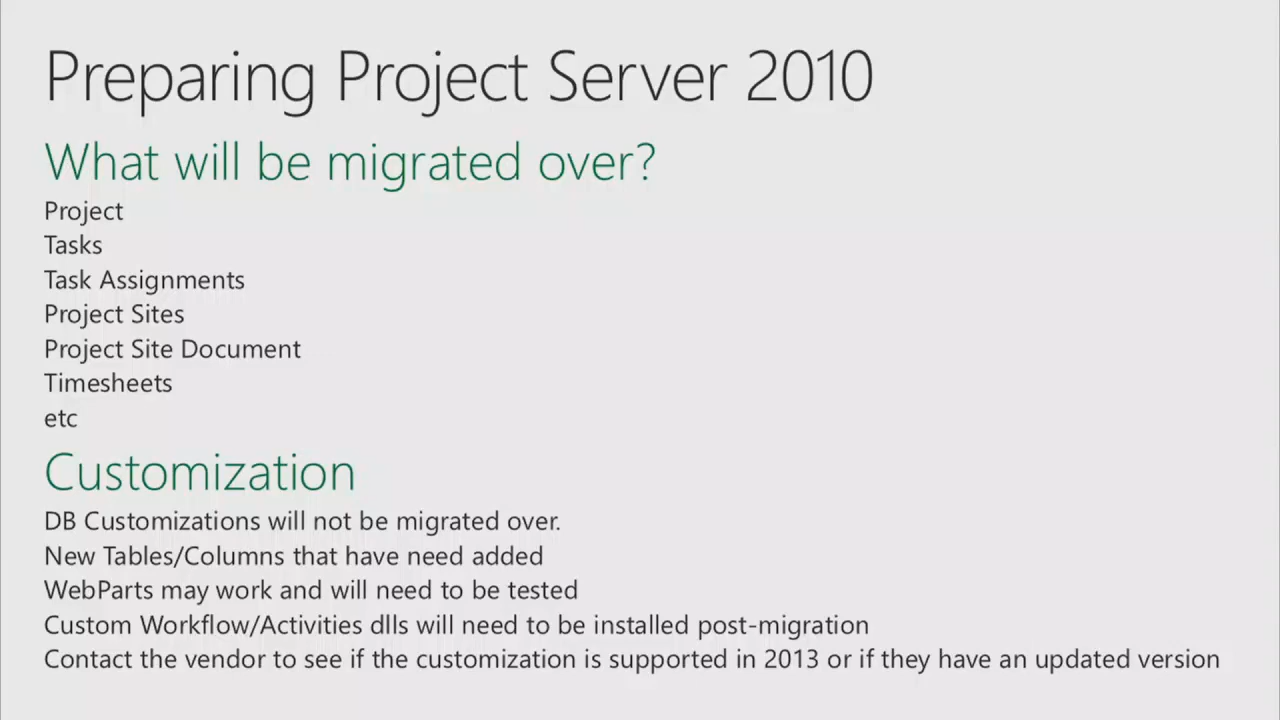 Preparing Project Server 2010
What will be migrated over?
Project
Tasks
Task Assignments
Project Sites
Project Site Document
Timesheets
etc
Customization
DB Customizations will not be migrated over.
New Tables/Columns that have need added
WebParts may work and will need to be tested
Custom Workflow/Activities dlls will need to be installed post-migration
Contact the vendor to see if the customization is supported in 2013 or if they have an updated version